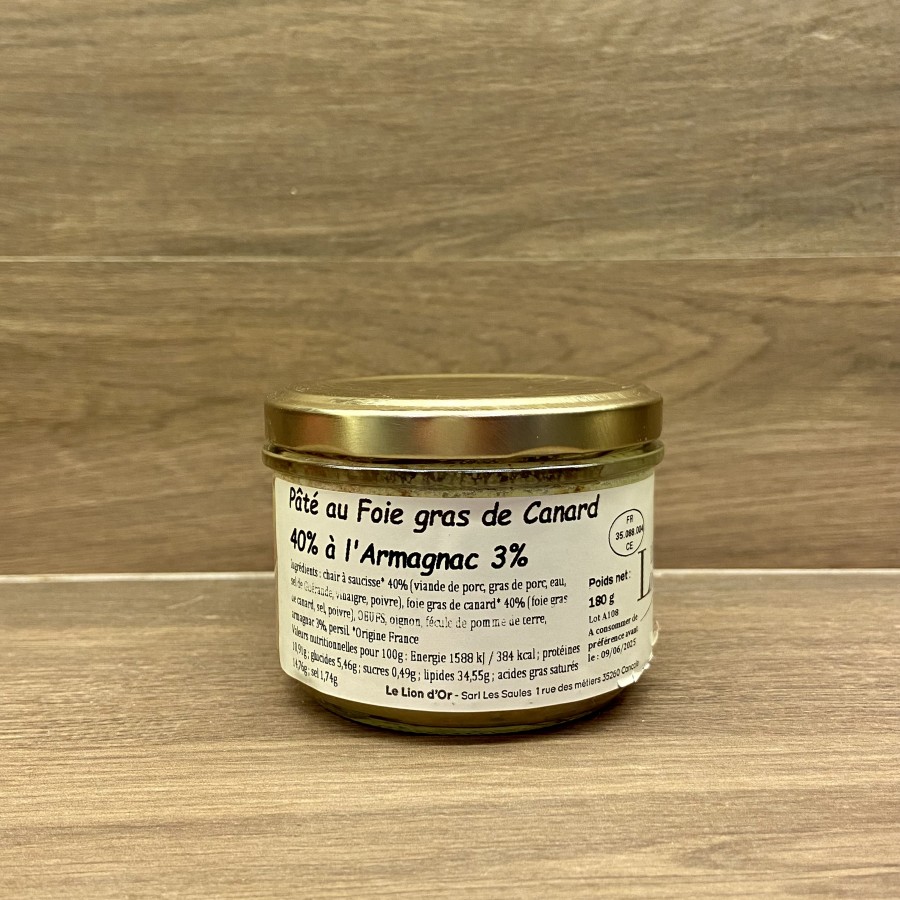 Pâté au Foie gras de Canard
40% à l'Armagnac 3%
Ingrédients : chair à saucisse* 40% (viande de porc, gras de porc, eau,
sel de Guérande, vinaigre, poivre), foie gras de canard* 40% (foie gras
de canard, sel, poivre), OEUFS, oignon, fécule de pomme de terre,
armagnac 3%, persil. *Origine France
Valeurs nutritionnelles pour 100g : Energie 1588 kJ / 384 kcal ; protéines
10,91g ; glucides 5,46g ; sucres 0,49g ; lipides 34,55g ; acides gras saturés
14,76g ; sel 1,74g
Le Lion d'Or - Sarl Les Saules 1 rue des métiers 35260 Cancale
FR
35.088.004
CE
Poids net :
180 g
Lot A108
A consommer de
préférence avant
le : 09/06/2025